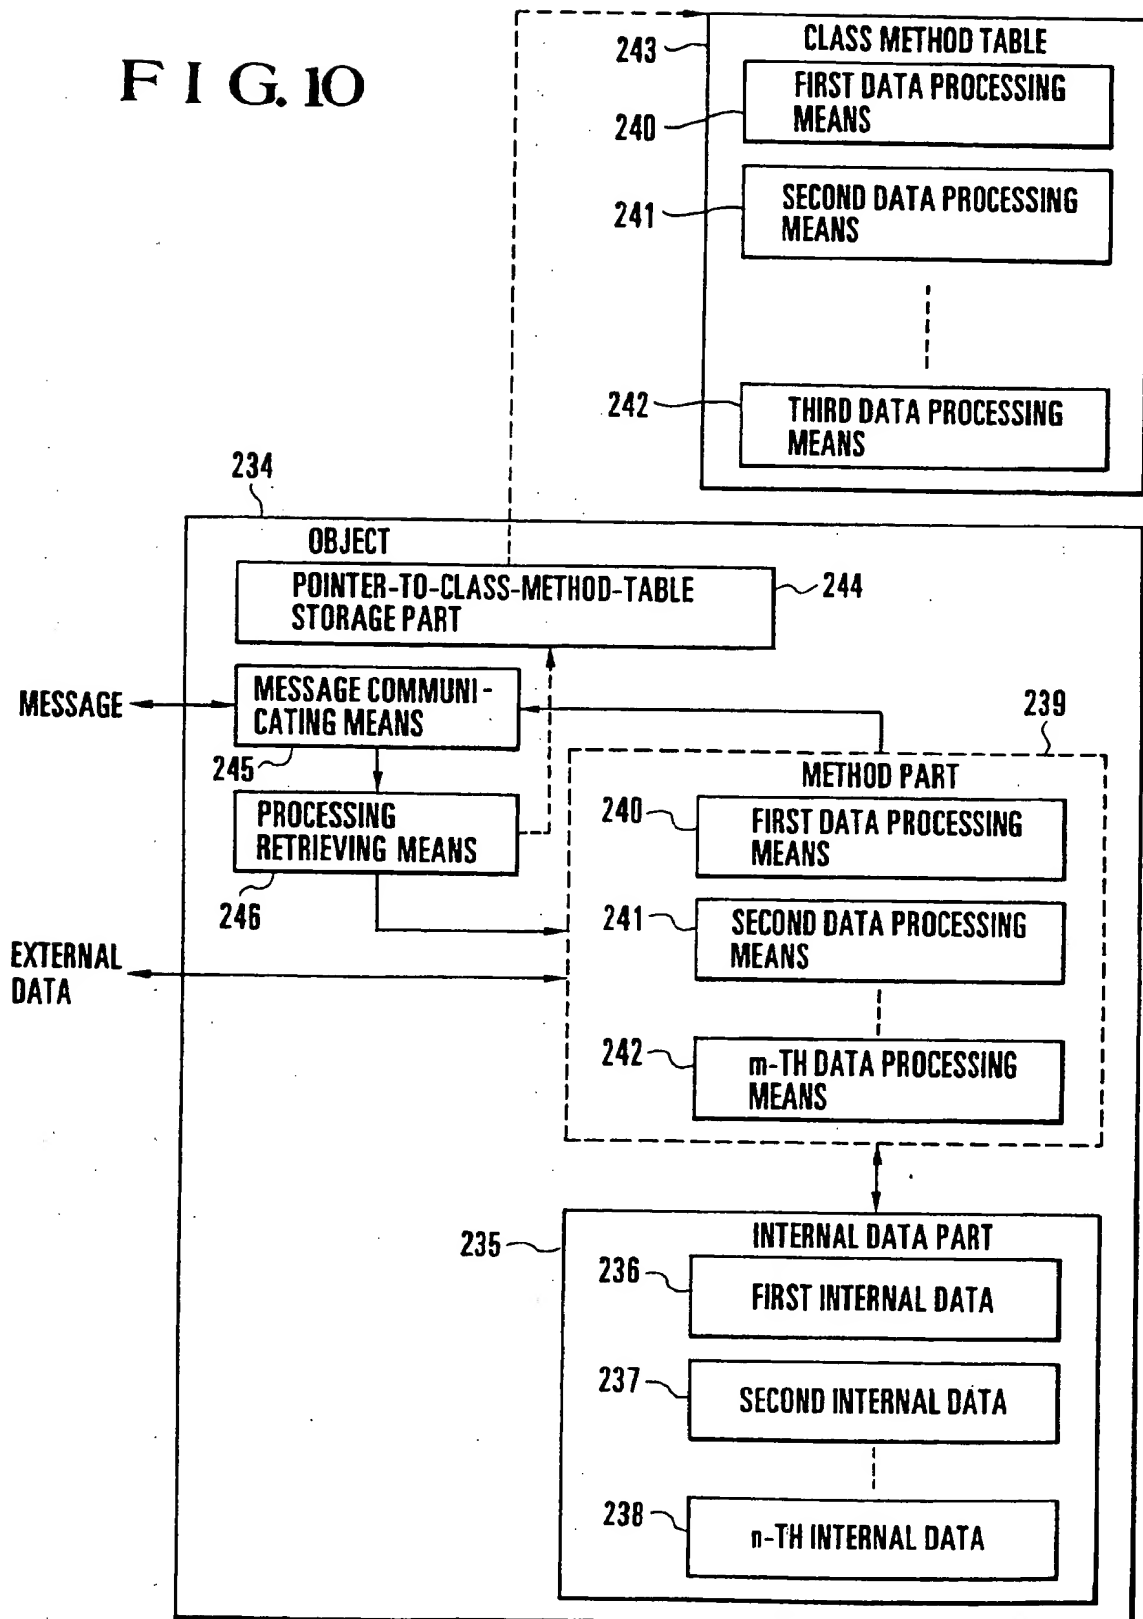 FIG.10
243
CLASS METHOD TABLE
240
FIRST DATA PROCESSING
MEANS
241
SECOND DATA PROCESSING
MEANS
242
THIRD DATA PROCESSING
MEANS
234
OBJECT
POINTER-TO-CLASS-METHOD-TABLE
STORAGE PART
244
MESSAGE
MESSAGE COMMUNI-
CATING MEANS
245
PROCESSING
RETRIEVING MEANS
246
EXTERNAL
DATA
239
METHOD PART
240
FIRST DATA PROCESSING
MEANS
241
SECOND DATA PROCESSING
MEANS
242
m-TH DATA PROCESSING
MEANS
235
INTERNAL DATA PART
236
FIRST INTERNAL DATA
237
SECOND INTERNAL DATA
238
n-TH INTERNAL DATA